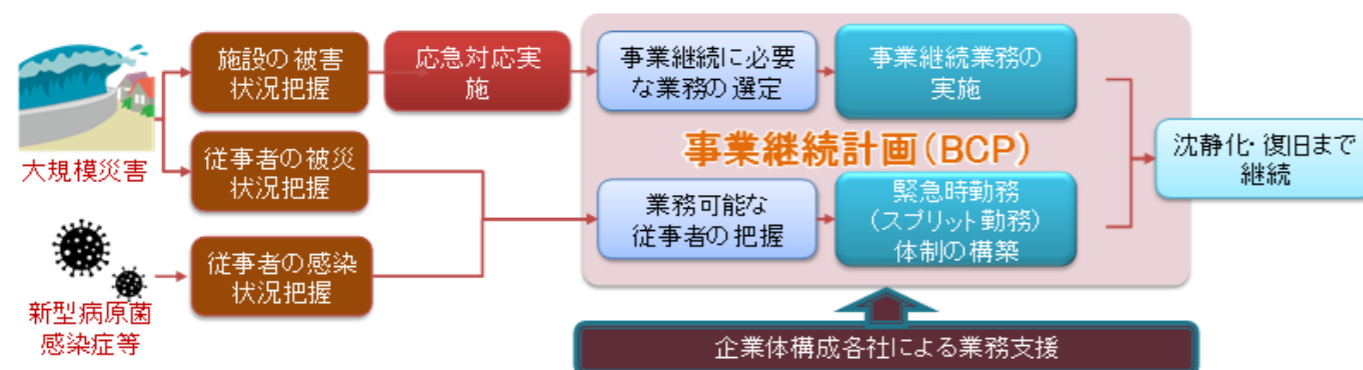 大規模災害
新型病原菌
感染症等
施設の被害
状況把握
従事者の被災
状況把握
従事者の感染
状況把握
応急対応実
施
事業継続に必要
な業務の選定
事業継続業務の
実施
事業継続計画(BCP)
業務可能な
従事者の把握
緊急時勤務
(スプリット勤務)
体制の構築
沈静化・復旧まで
継続
企業体構成各社による業務支援